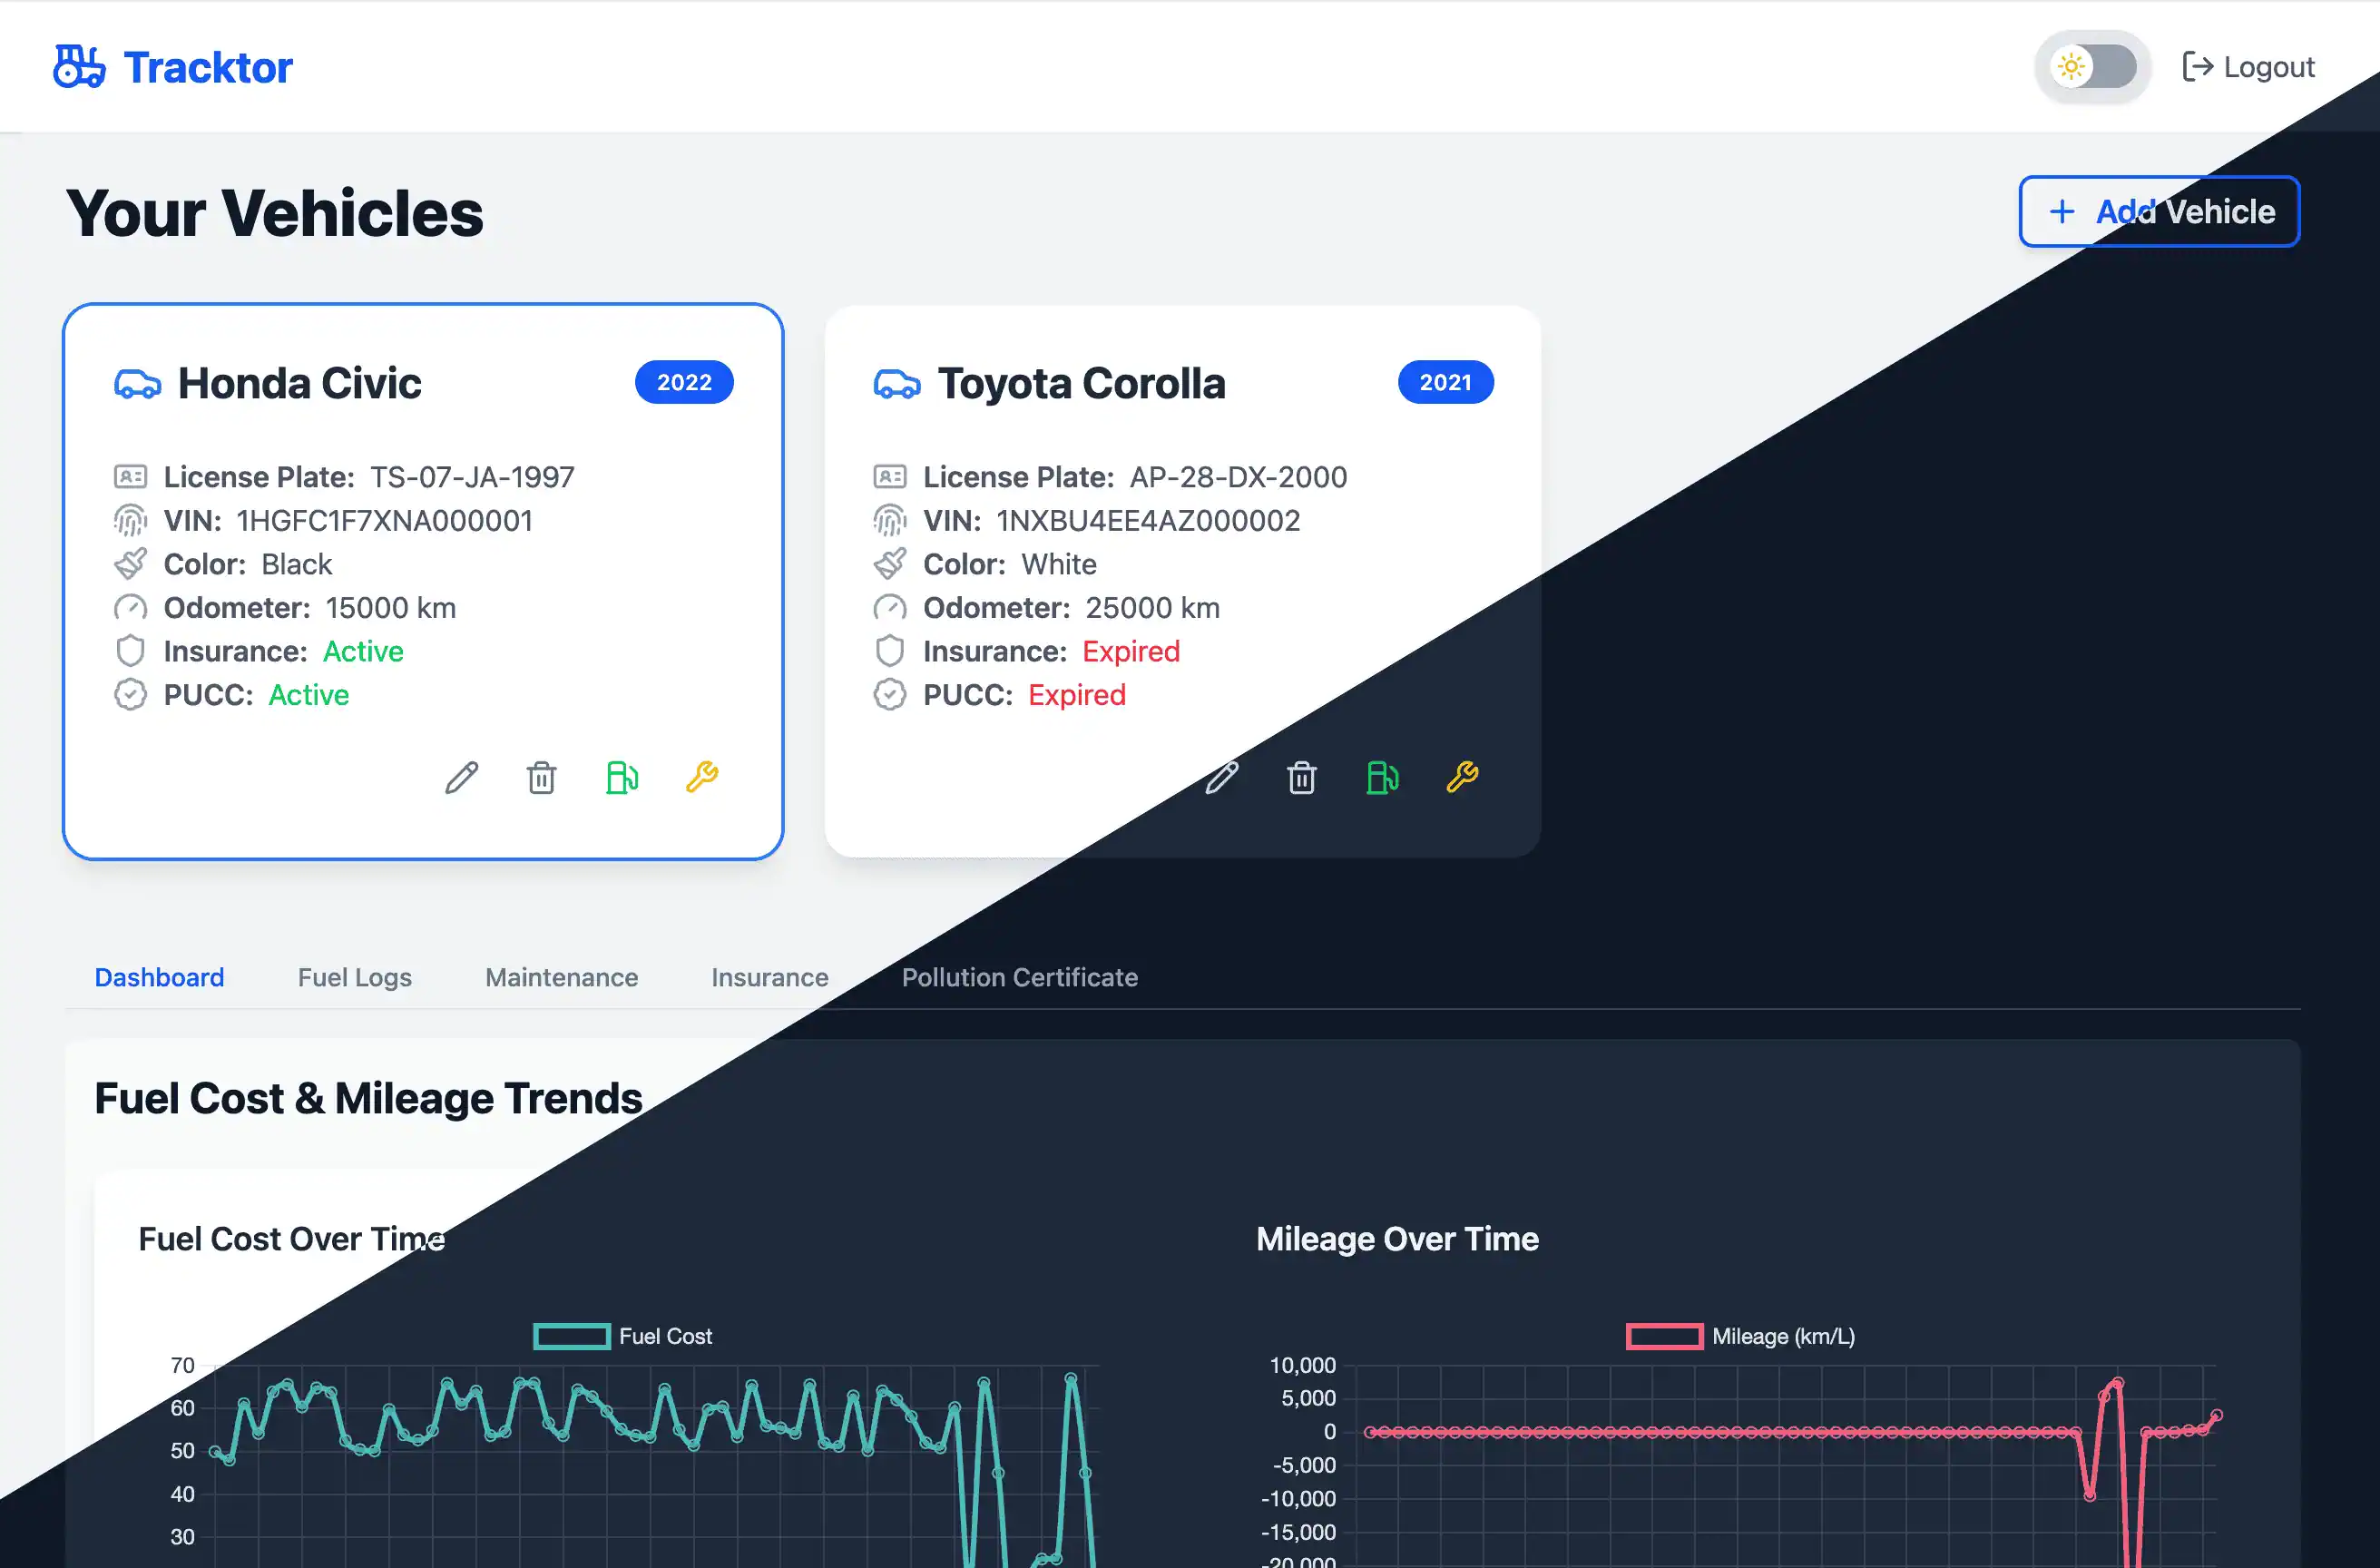 Tracktor
Logout
Your Vehicles
+ Add Vehicle
Honda Civic 2022
License Plate: TS-07-JA-1997
VIN: 1HGFC1F7XNA000001
Color: Black
Odometer: 15000 km
Insurance: Active
PUCC: Active
Toyota Corolla 2021
License Plate: AP-28-DX-2000
VIN: 1NXBU4EE4AZ000002
Color: White
Odometer: 25000 km
Insurance: Expired
PUCC: Expired
Dashboard Fuel Logs Maintenance Insurance Pollution Certificate
Fuel Cost & Mileage Trends
Fuel Cost Over Time
Fuel Cost
70
60
50
40
30
Mileage Over Time
Mileage (km/L)
10,000
5,000
0
-5,000
-10,000
-15,000
-20,000